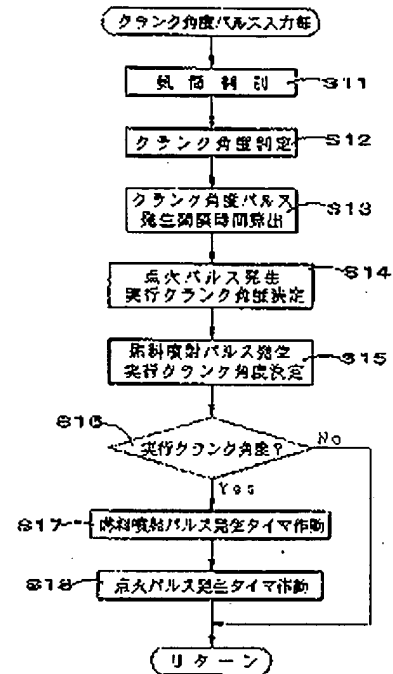 クランク角度パルス入力毎
気筒判別
S11
クランク角度判定
S12
クランク角度パルス
発生間隔時間算出
S13
点火パルス発生
実行クランク角度決定
S14
燃料噴射パルス発生
実行クランク角度決定
S15
S16
実行クランク角度?
No
Yes
S17
燃料噴射パルス発生タイマ作動
S18
点火パルス発生タイマ作動
リターン